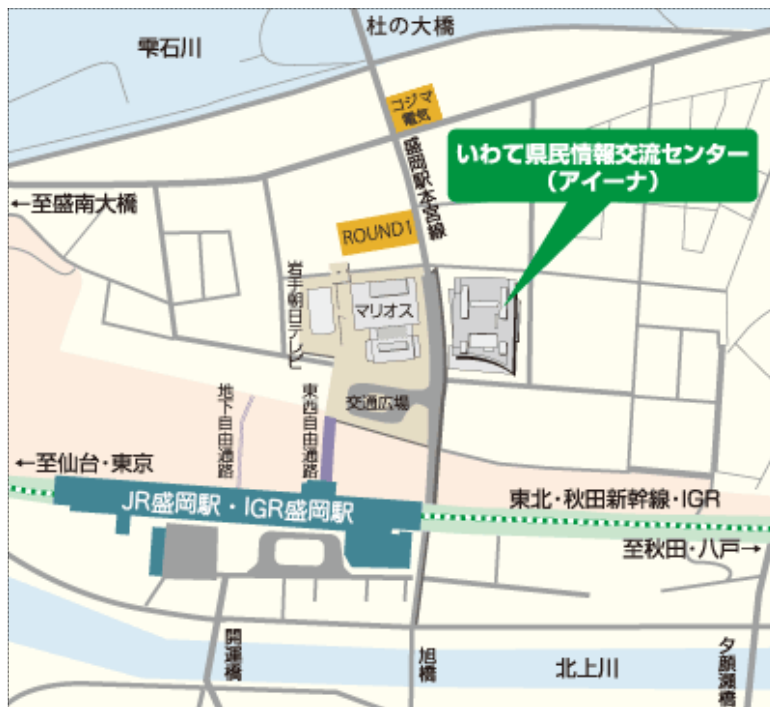 雫石川
杜の大橋
コジマ
電気
盛岡駅本宮線
いわて県民情報交流センター
（アイーナ）
←至盛南大橋
ROUND1
岩手朝日テレビ
マリオス
交通広場
地下自由通路
東西自由通路
←至仙台・東京
JR盛岡駅・IGR盛岡駅
東北・秋田新幹線・IGR
至秋田・八戸→
開運橋
旭橋
北上川
夕顔瀬橋